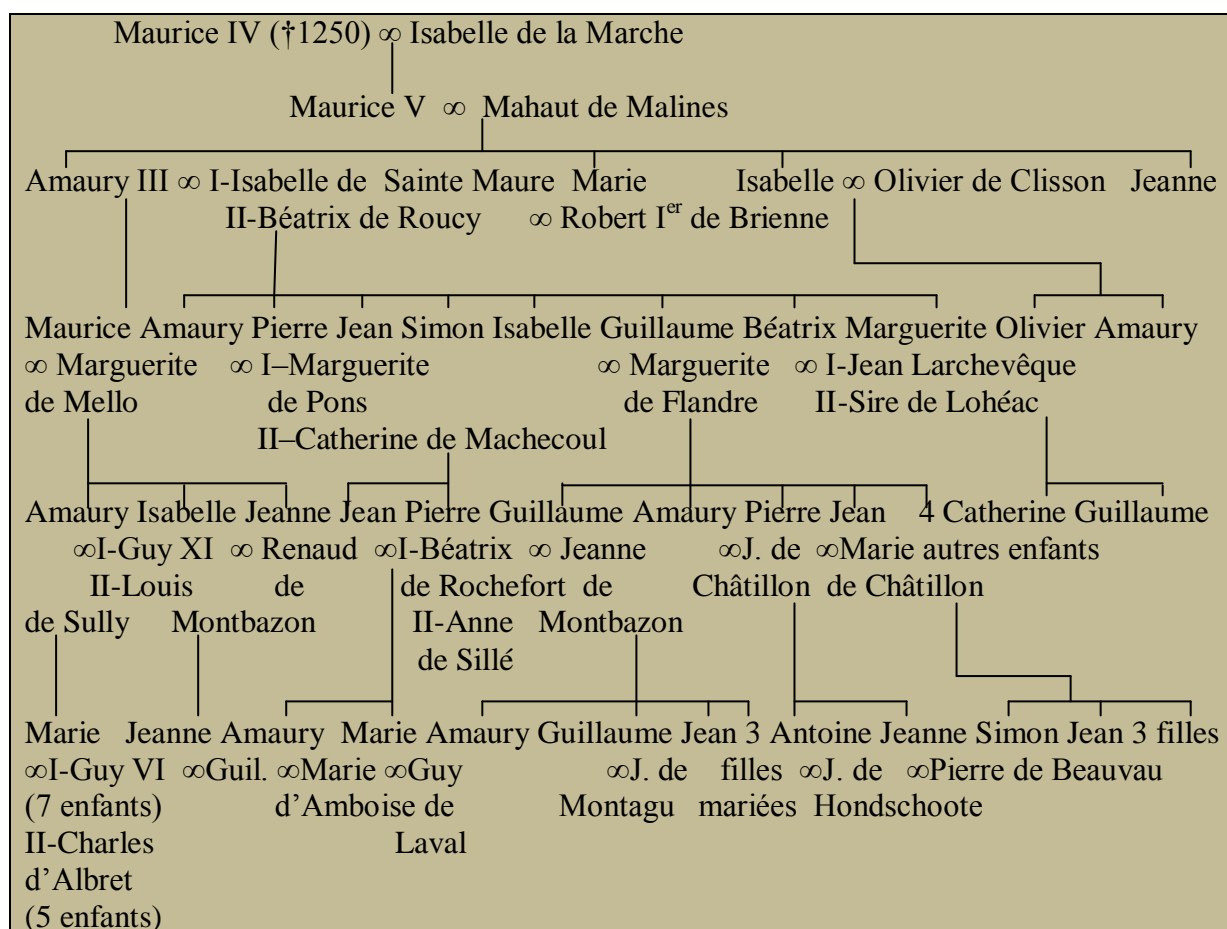 Maurice IV (†1250) ∞ Isabelle de la Marche
Maurice V ∞ Mahaut de Malines
Amaury III ∞ I-Isabelle de Sainte Maure Marie Isabelle ∞ Olivier de Clisson Jeanne
II-Béatrix de Roucy ∞ Robert Ier de Brienne
Maurice Amaury Pierre Jean Simon Isabelle Guillaume Béatrix Marguerite Olivier Amaury
∞ Marguerite ∞ I–Marguerite ∞ Marguerite ∞ I-Jean Larchevêque
de Mello de Pons de Flandre II-Sire de Lohéac
II–Catherine de Machecoul
Amaury Isabelle Jeanne Jean Pierre Guillaume Amaury Pierre Jean 4 Catherine Guillaume
∞I-Guy XI ∞ Renaud ∞I-Béatrix ∞ Jeanne ∞J. de ∞Marie autres enfants
II-Louis de de Rochefort de Châtillon de Châtillon
de Sully Montbazon II-Anne Montbazon
de Sillé
Marie Jeanne Amaury Marie Amaury Guillaume Jean 3 Antoine Jeanne Simon Jean 3 filles
∞I-Guy VI ∞Guil. ∞Marie ∞Guy ∞J. de filles ∞J. de ∞Pierre de Beauvau
(7 enfants) d’Amboise de Montagu mariées Hondschoote
II-Charles Laval
d’Albret
(5 enfants)